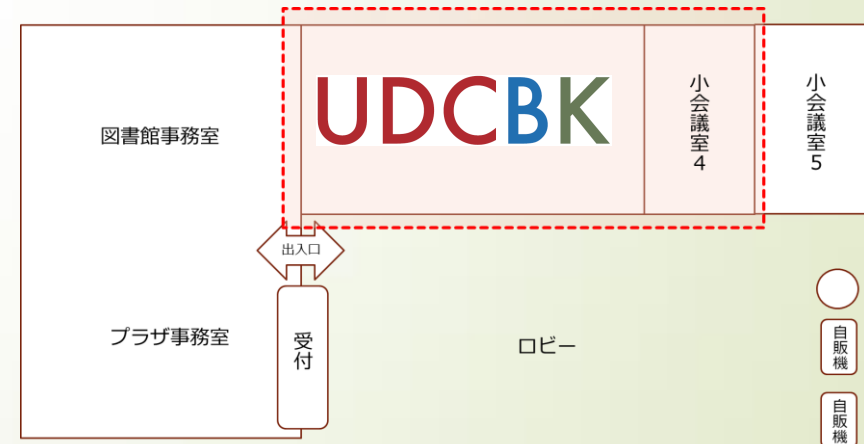 図書館事務室
UDCBK
小会議室4
小会議室5
出入口
プラザ事務室
受付
ロビー
自販機
自販機